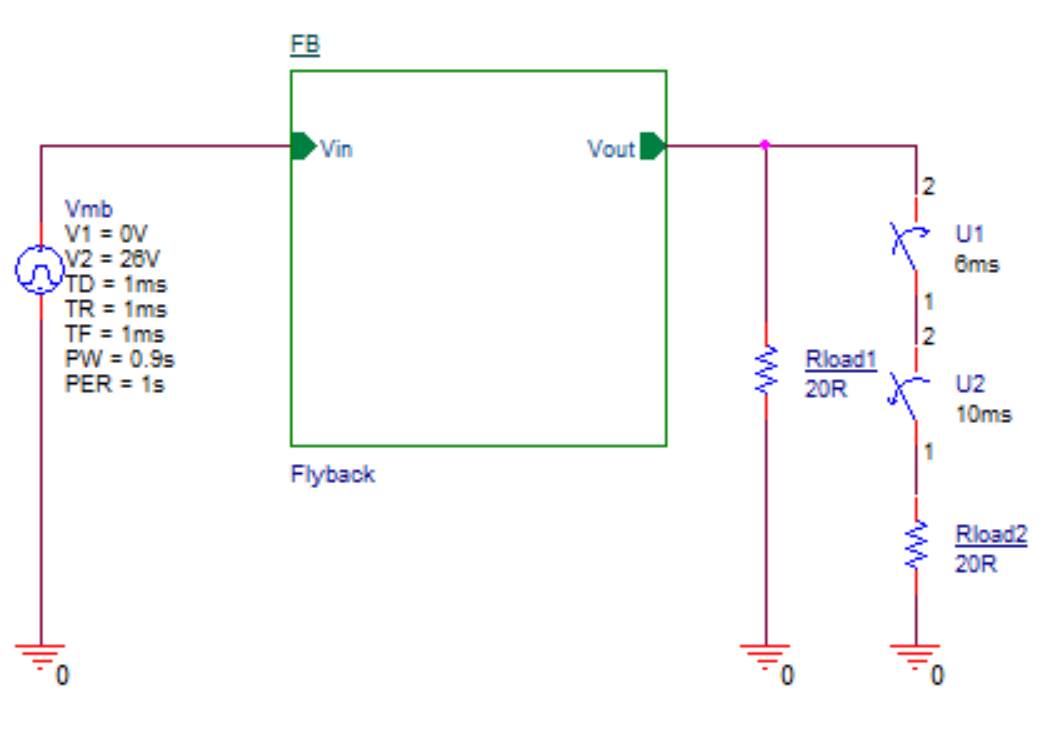 FB
Vin
Vout
Vmb
V1 = 0V
V2 = 26V
TD = 1ms
TR = 1ms
TF = 1ms
PW = 0.9s
PER = 1s
2
U1
6ms
1
2
Rload1
20R
U2
10ms
1
Flyback
Rload2
20R
0
0
0